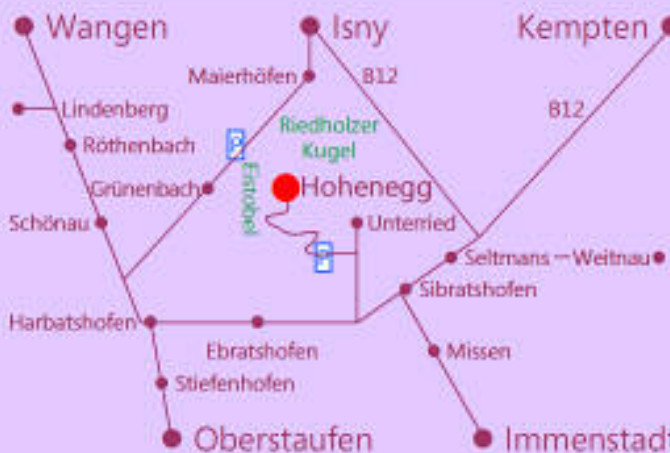 Wangen
Isny
Kempten
Maierhöfen
B12
B12
Lindenberg
Riedholzer
Kugel
Röthenbach
Eistobel
Grünenbach
Hohenegg
Schönau
Unterried
Seltmans – Weitnau
Sibratshofen
Harbatshofen
Ebratshofen
Missen
Stiefenhofen
Oberstaufen
Immenstadt